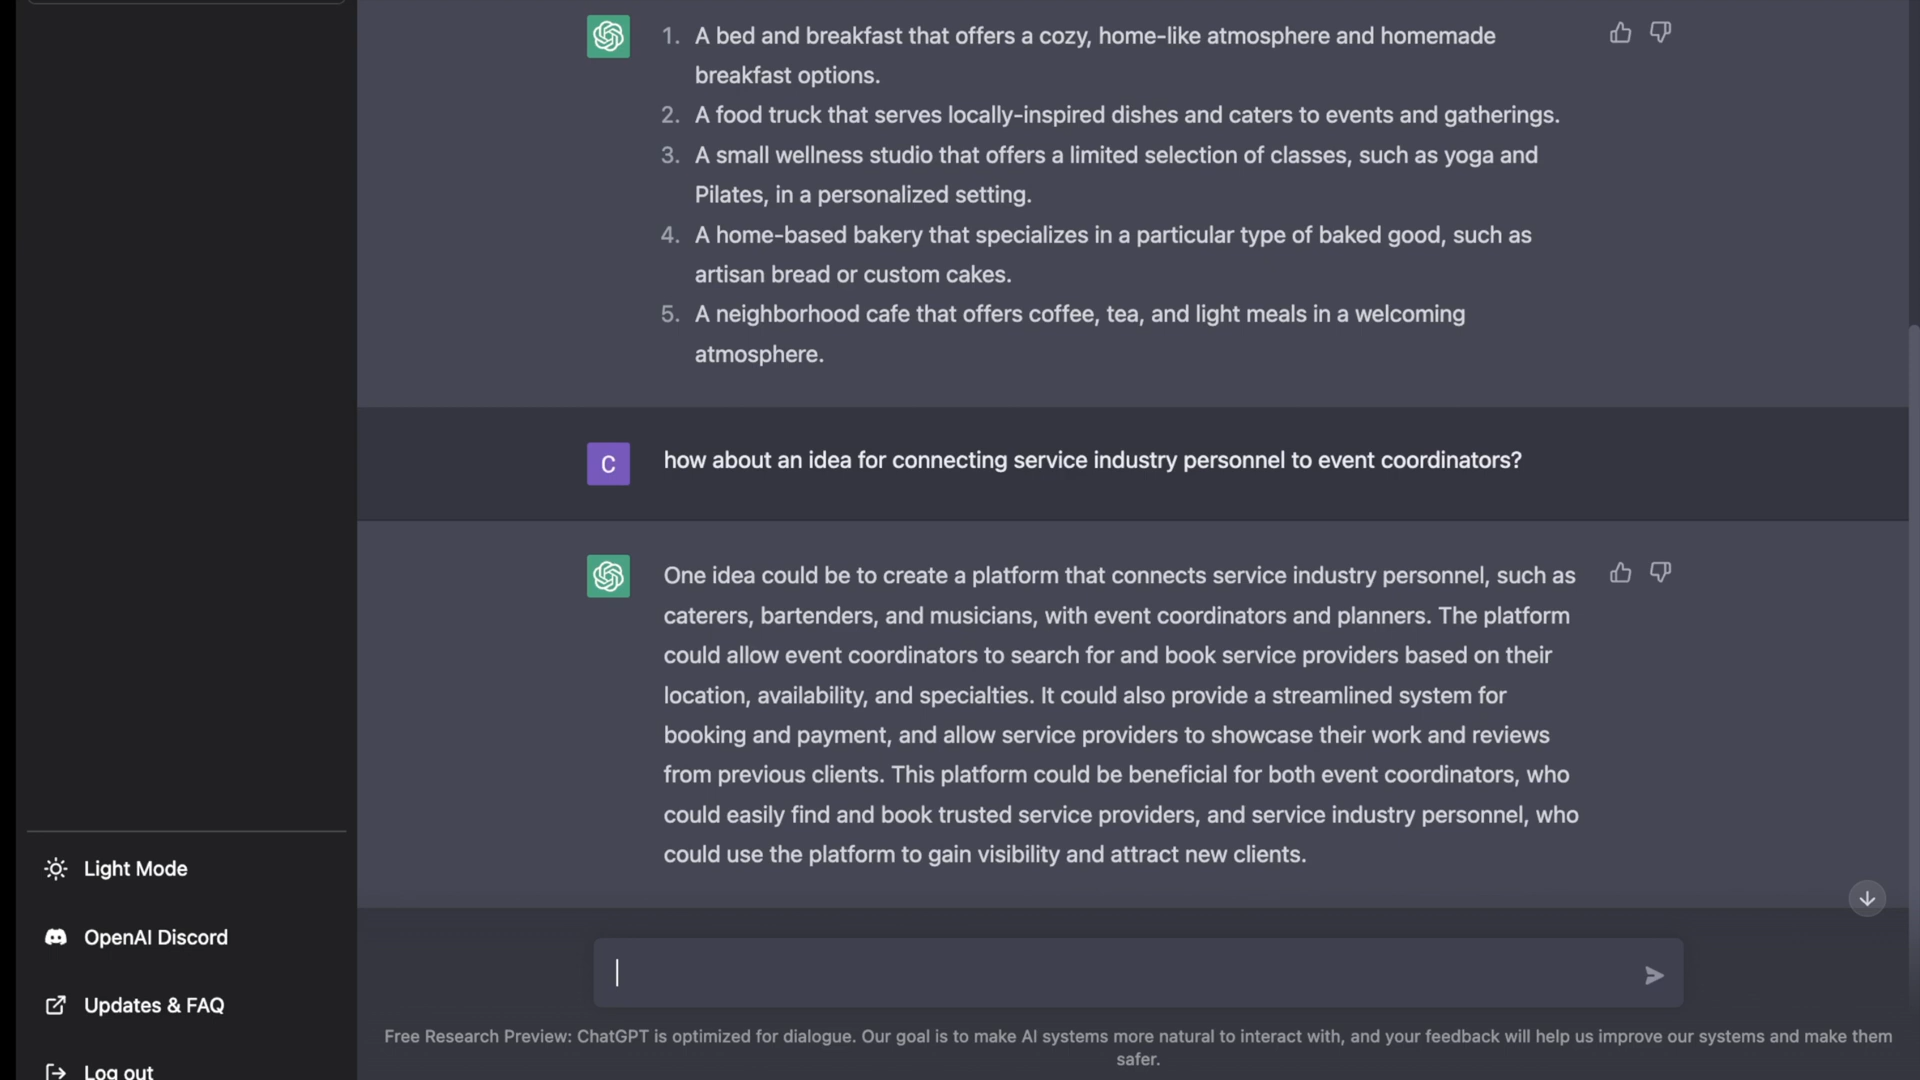 1. A bed and breakfast that offers a cozy, home-like atmosphere and homemade
breakfast options.
2. A food truck that serves locally-inspired dishes and caters to events and gatherings.
3. A small wellness studio that offers a limited selection of classes, such as yoga and
Pilates, in a personalized setting.
4. A home-based bakery that specializes in a particular type of baked good, such as
artisan bread or custom cakes.
5. A neighborhood cafe that offers coffee, tea, and light meals in a welcoming
atmosphere.
C
how about an idea for connecting service industry personnel to event coordinators?
One idea could be to create a platform that connects service industry personnel, such as
caterers, bartenders, and musicians, with event coordinators and planners. The platform
could allow event coordinators to search for and book service providers based on their
location, availability, and specialties. It could also provide a streamlined system for
booking and payment, and allow service providers to showcase their work and reviews
from previous clients. This platform could be beneficial for both event coordinators, who
could easily find and book trusted service providers, and service industry personnel, who
could use the platform to gain visibility and attract new clients.
Light Mode
OpenAI Discord
Updates & FAQ
Log out
Free Research Preview: ChatGPT is optimized for dialogue. Our goal is to make AI systems more natural to interact with, and your feedback will help us improve our systems and make them
safer.